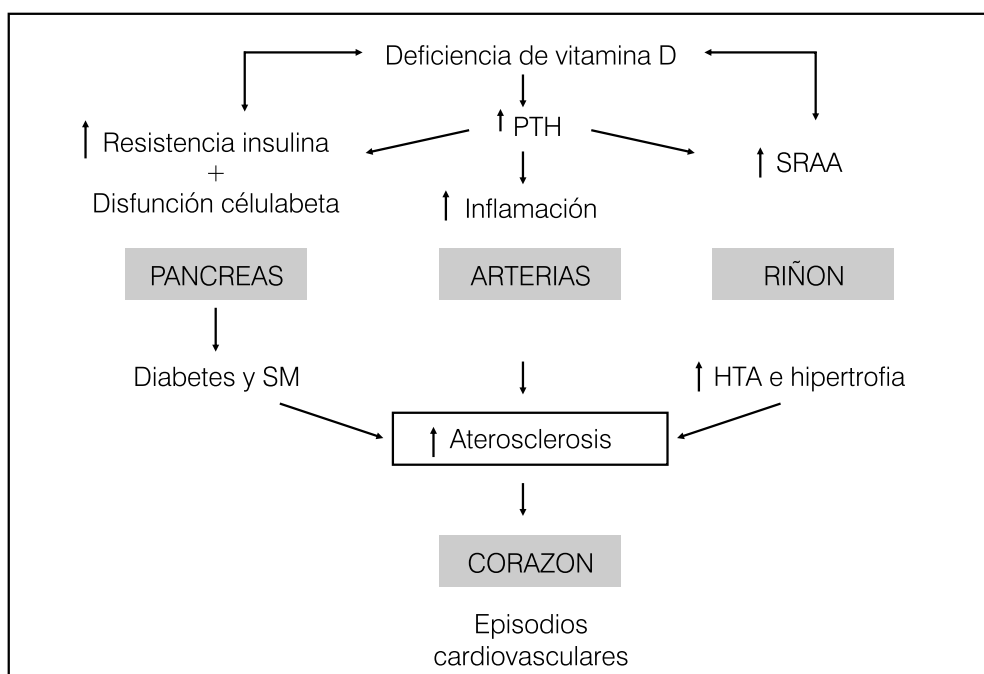 Deficiencia de vitamina D
↑ PTH
↑ Resistencia insulina
+
Disfunción célulabeta
↑ Inflamación
↑ SRAA
PANCREAS
ARTERIAS
RIÑON
Diabetes y SM
↑ HTA e hipertrofia
↑ Aterosclerosis
CORAZON
Episodios
cardiovasculares